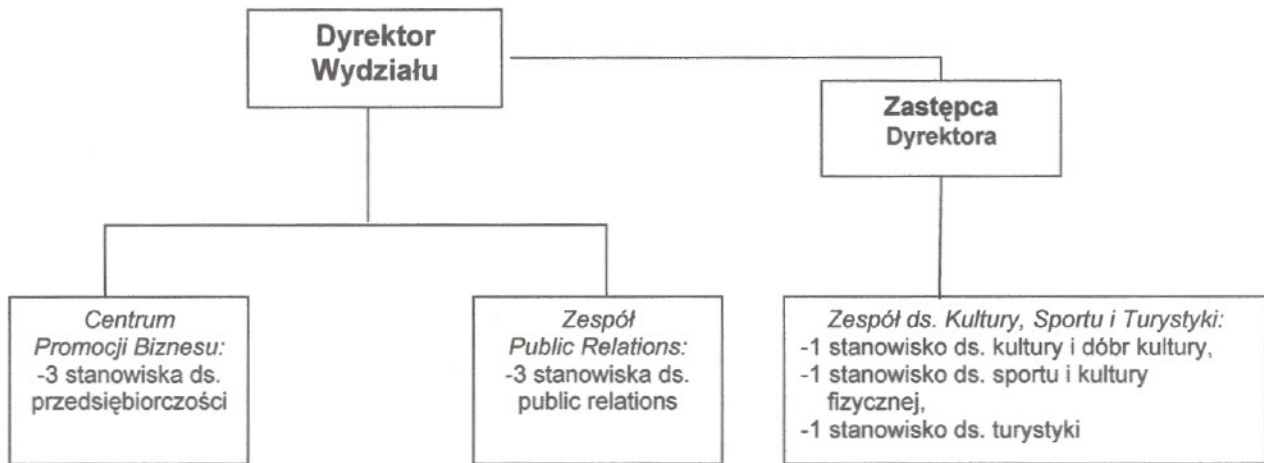 Dyrektor
Wydziału
Zastępca
Dyrektora
Centrum
Promocji Biznesu:
-3 stanowiska ds.
przedsiębiorczości
Zespół
Public Relations:
-3 stanowiska ds.
public relations
Zespół ds. Kultury, Sportu i Turystyki:
-1 stanowisko ds. kultury i dóbr kultury,
-1 stanowisko ds. sportu i kultury
fizycznej,
-1 stanowisko ds. turystyki